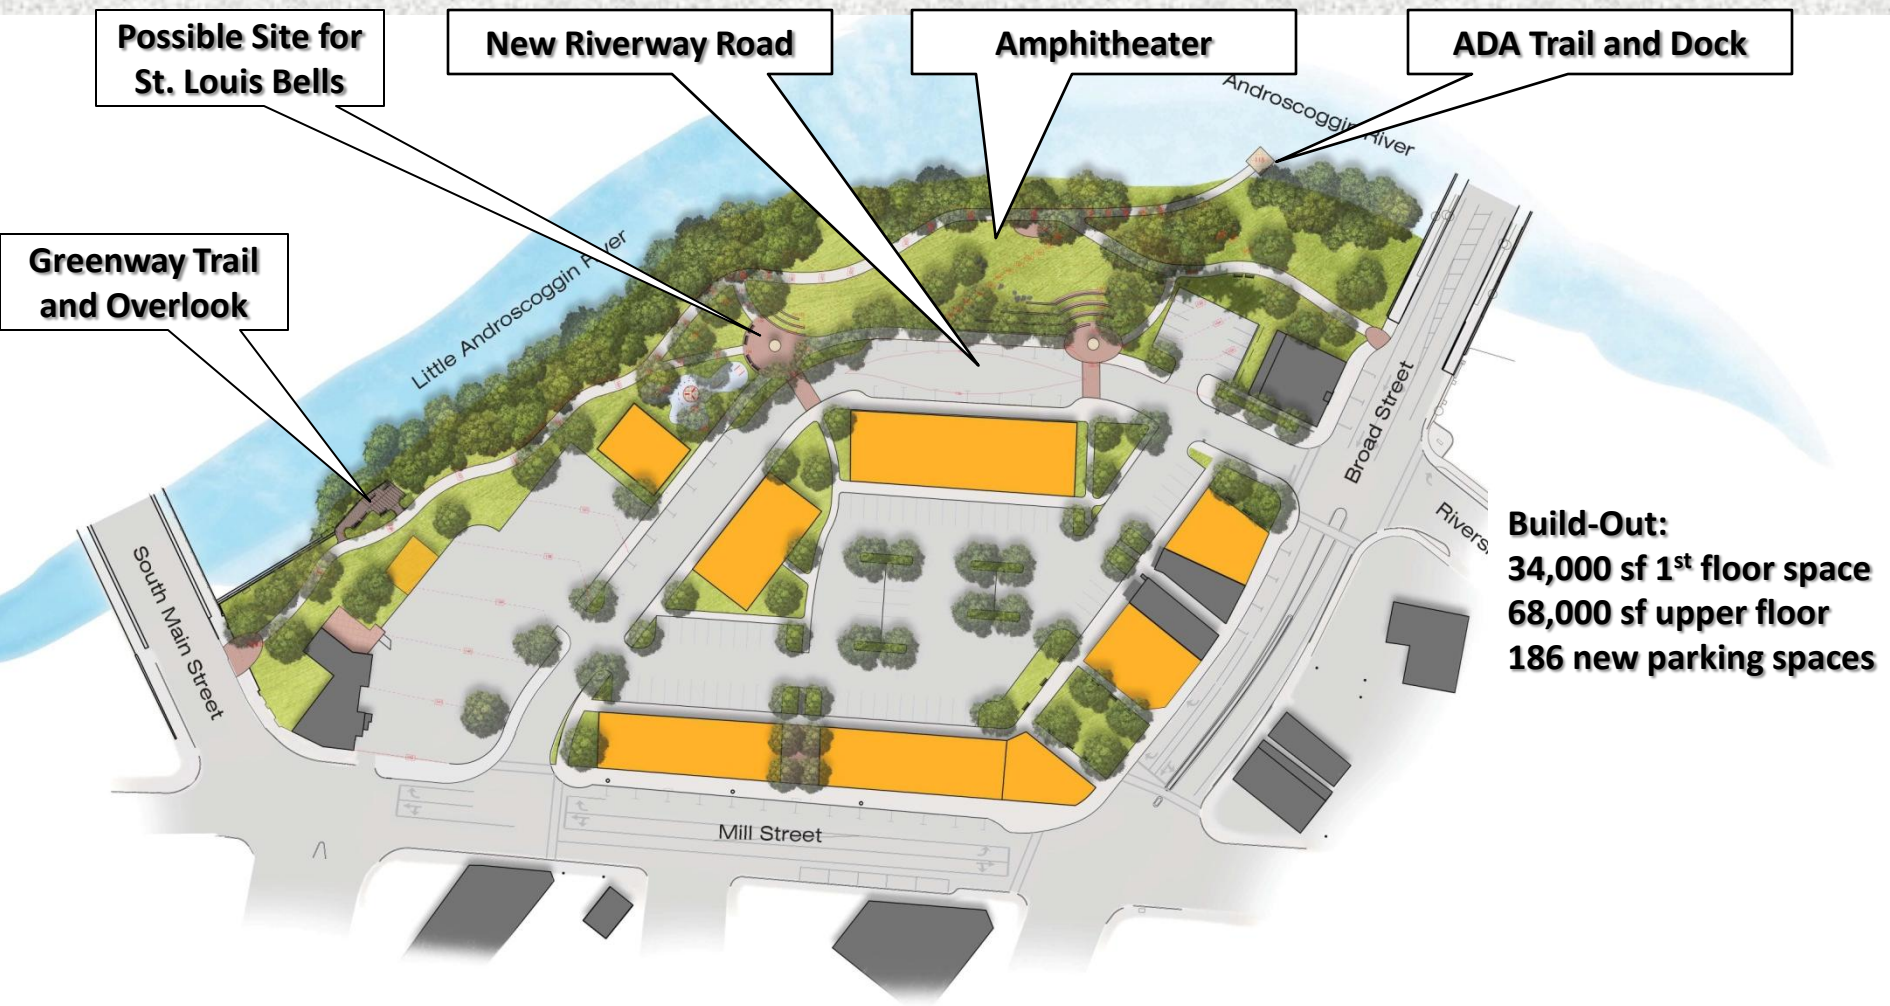 Possible Site for
St. Louis Bells
New Riverway Road
Amphitheater
ADA Trail and Dock
Androscoggin River
Greenway Trail
and Overlook
Little Androscoggin River
Broad Street
Rivers
South Main Street
Build-Out:
34,000 sf 1st floor space
68,000 sf upper floor
186 new parking spaces
Mill Street